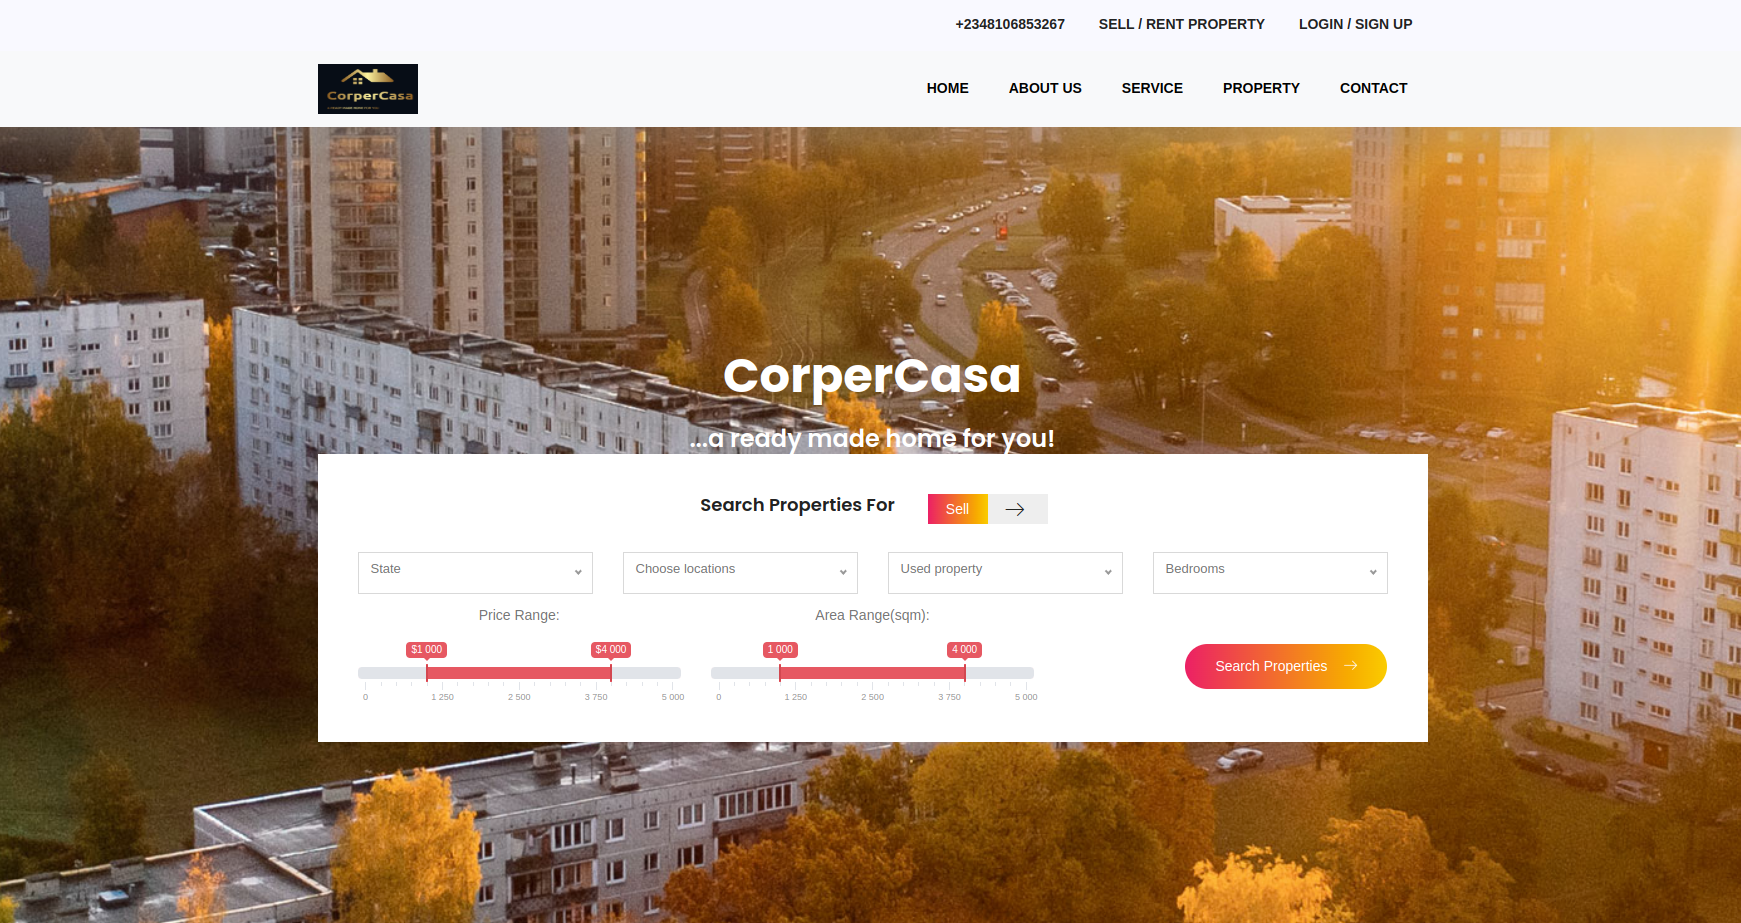 +2348106853267 SELL / RENT PROPERTY LOGIN / SIGN UP
CorperCasa
HOME ABOUT US SERVICE PROPERTY CONTACT
CorperCasa
...a ready made home for you!
Search Properties For Sell
State Choose locations Used property Bedrooms
Price Range: Area Range(sqm):
$1 000 $4 000 1 000 4 000
Search Properties
0 1 250 2 500 3 750 5 000 0 1 250 2 500 3 750 5 000